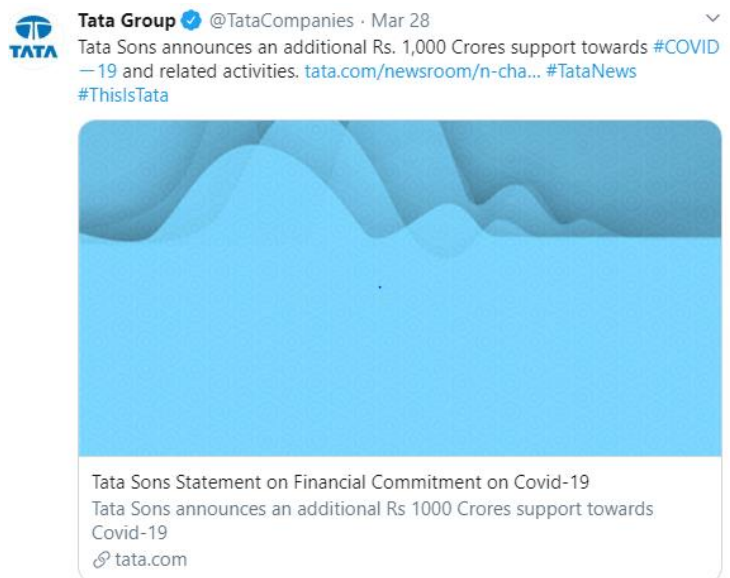 TATA
Tata Group @TataCompanies · Mar 28
Tata Sons announces an additional Rs. 1,000 Crores support towards #COVID
—19 and related activities. tata.com/newsroom/n-cha... #TataNews
#ThisIsTata
Tata Sons Statement on Financial Commitment on Covid-19
Tata Sons announces an additional Rs 1000 Crores support towards
Covid-19
tata.com